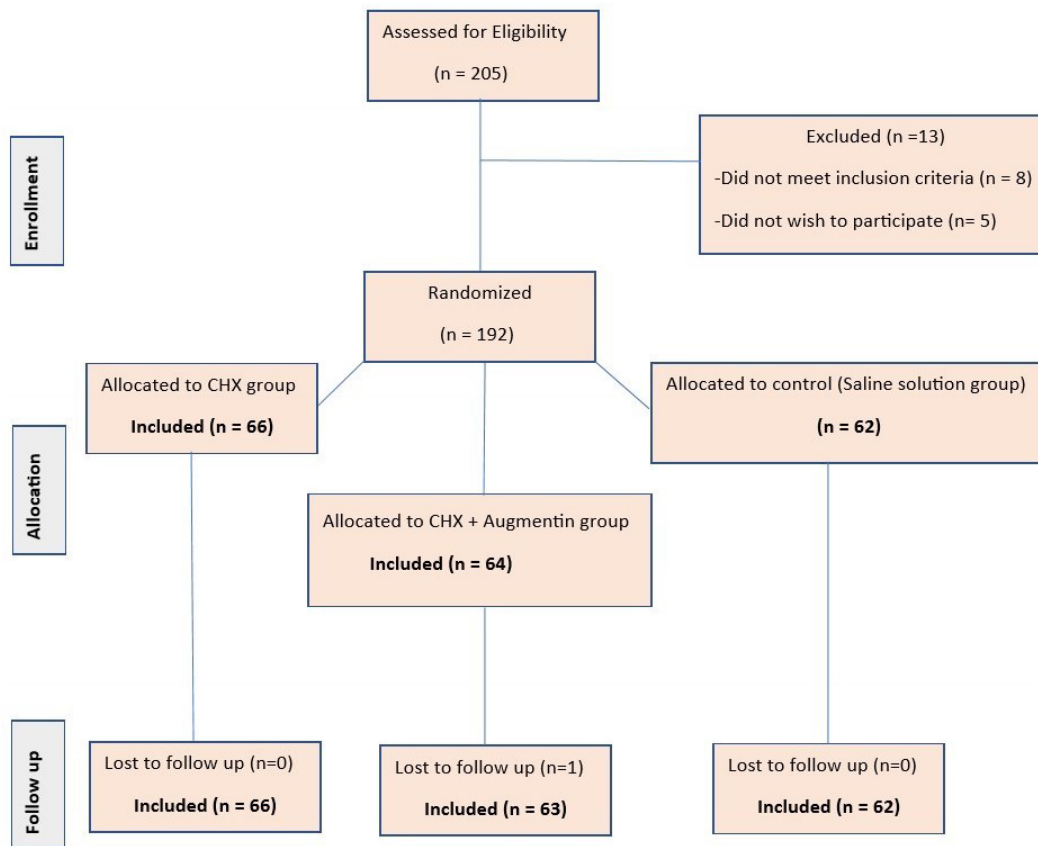 Assessed for Eligibility
(n = 205)
Enrollment
Excluded (n =13)
-Did not meet inclusion criteria (n = 8)
-Did not wish to participate (n= 5)
Randomized
(n = 192)
Allocation
Allocated to CHX group
Included (n = 66)
Allocated to control (Saline solution group)
(n = 62)
Allocated to CHX + Augmentin group
Included (n = 64)
Follow up
Lost to follow up (n=0)
Included (n = 66)
Lost to follow up (n=1)
Included (n = 63)
Lost to follow up (n=0)
Included (n = 62)